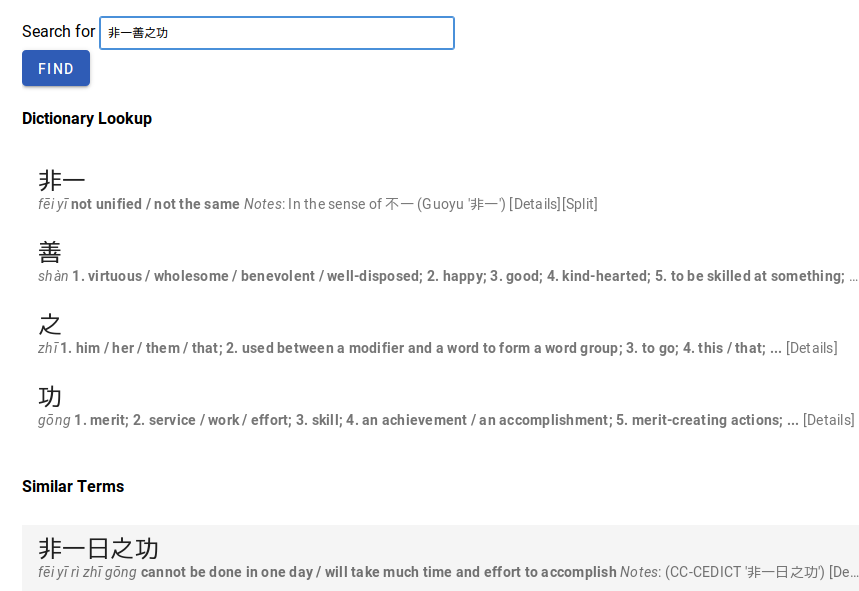 Search for 非一善之功
FIND
Dictionary Lookup
非一
fēi yī not unified / not the same Notes: In the sense of 不一 (Guoyu '非一') [Details][Split]
善
shàn 1. virtuous / wholesome / benevolent / well-disposed; 2. happy; 3. good; 4. kind-hearted; 5. to be skilled at something; ...
之
zhī 1. him / her / them / that; 2. used between a modifier and a word to form a word group; 3. to go; 4. this / that; ... [Details]
功
gōng 1. merit; 2. service / work / effort; 3. skill; 4. an achievement / an accomplishment; 5. merit-creating actions; ... [Details]
Similar Terms
非一日之功
fēi yī rì zhī gōng cannot be done in one day / will take much time and effort to accomplish Notes: (CC-CEDICT '非一日之功') [De...